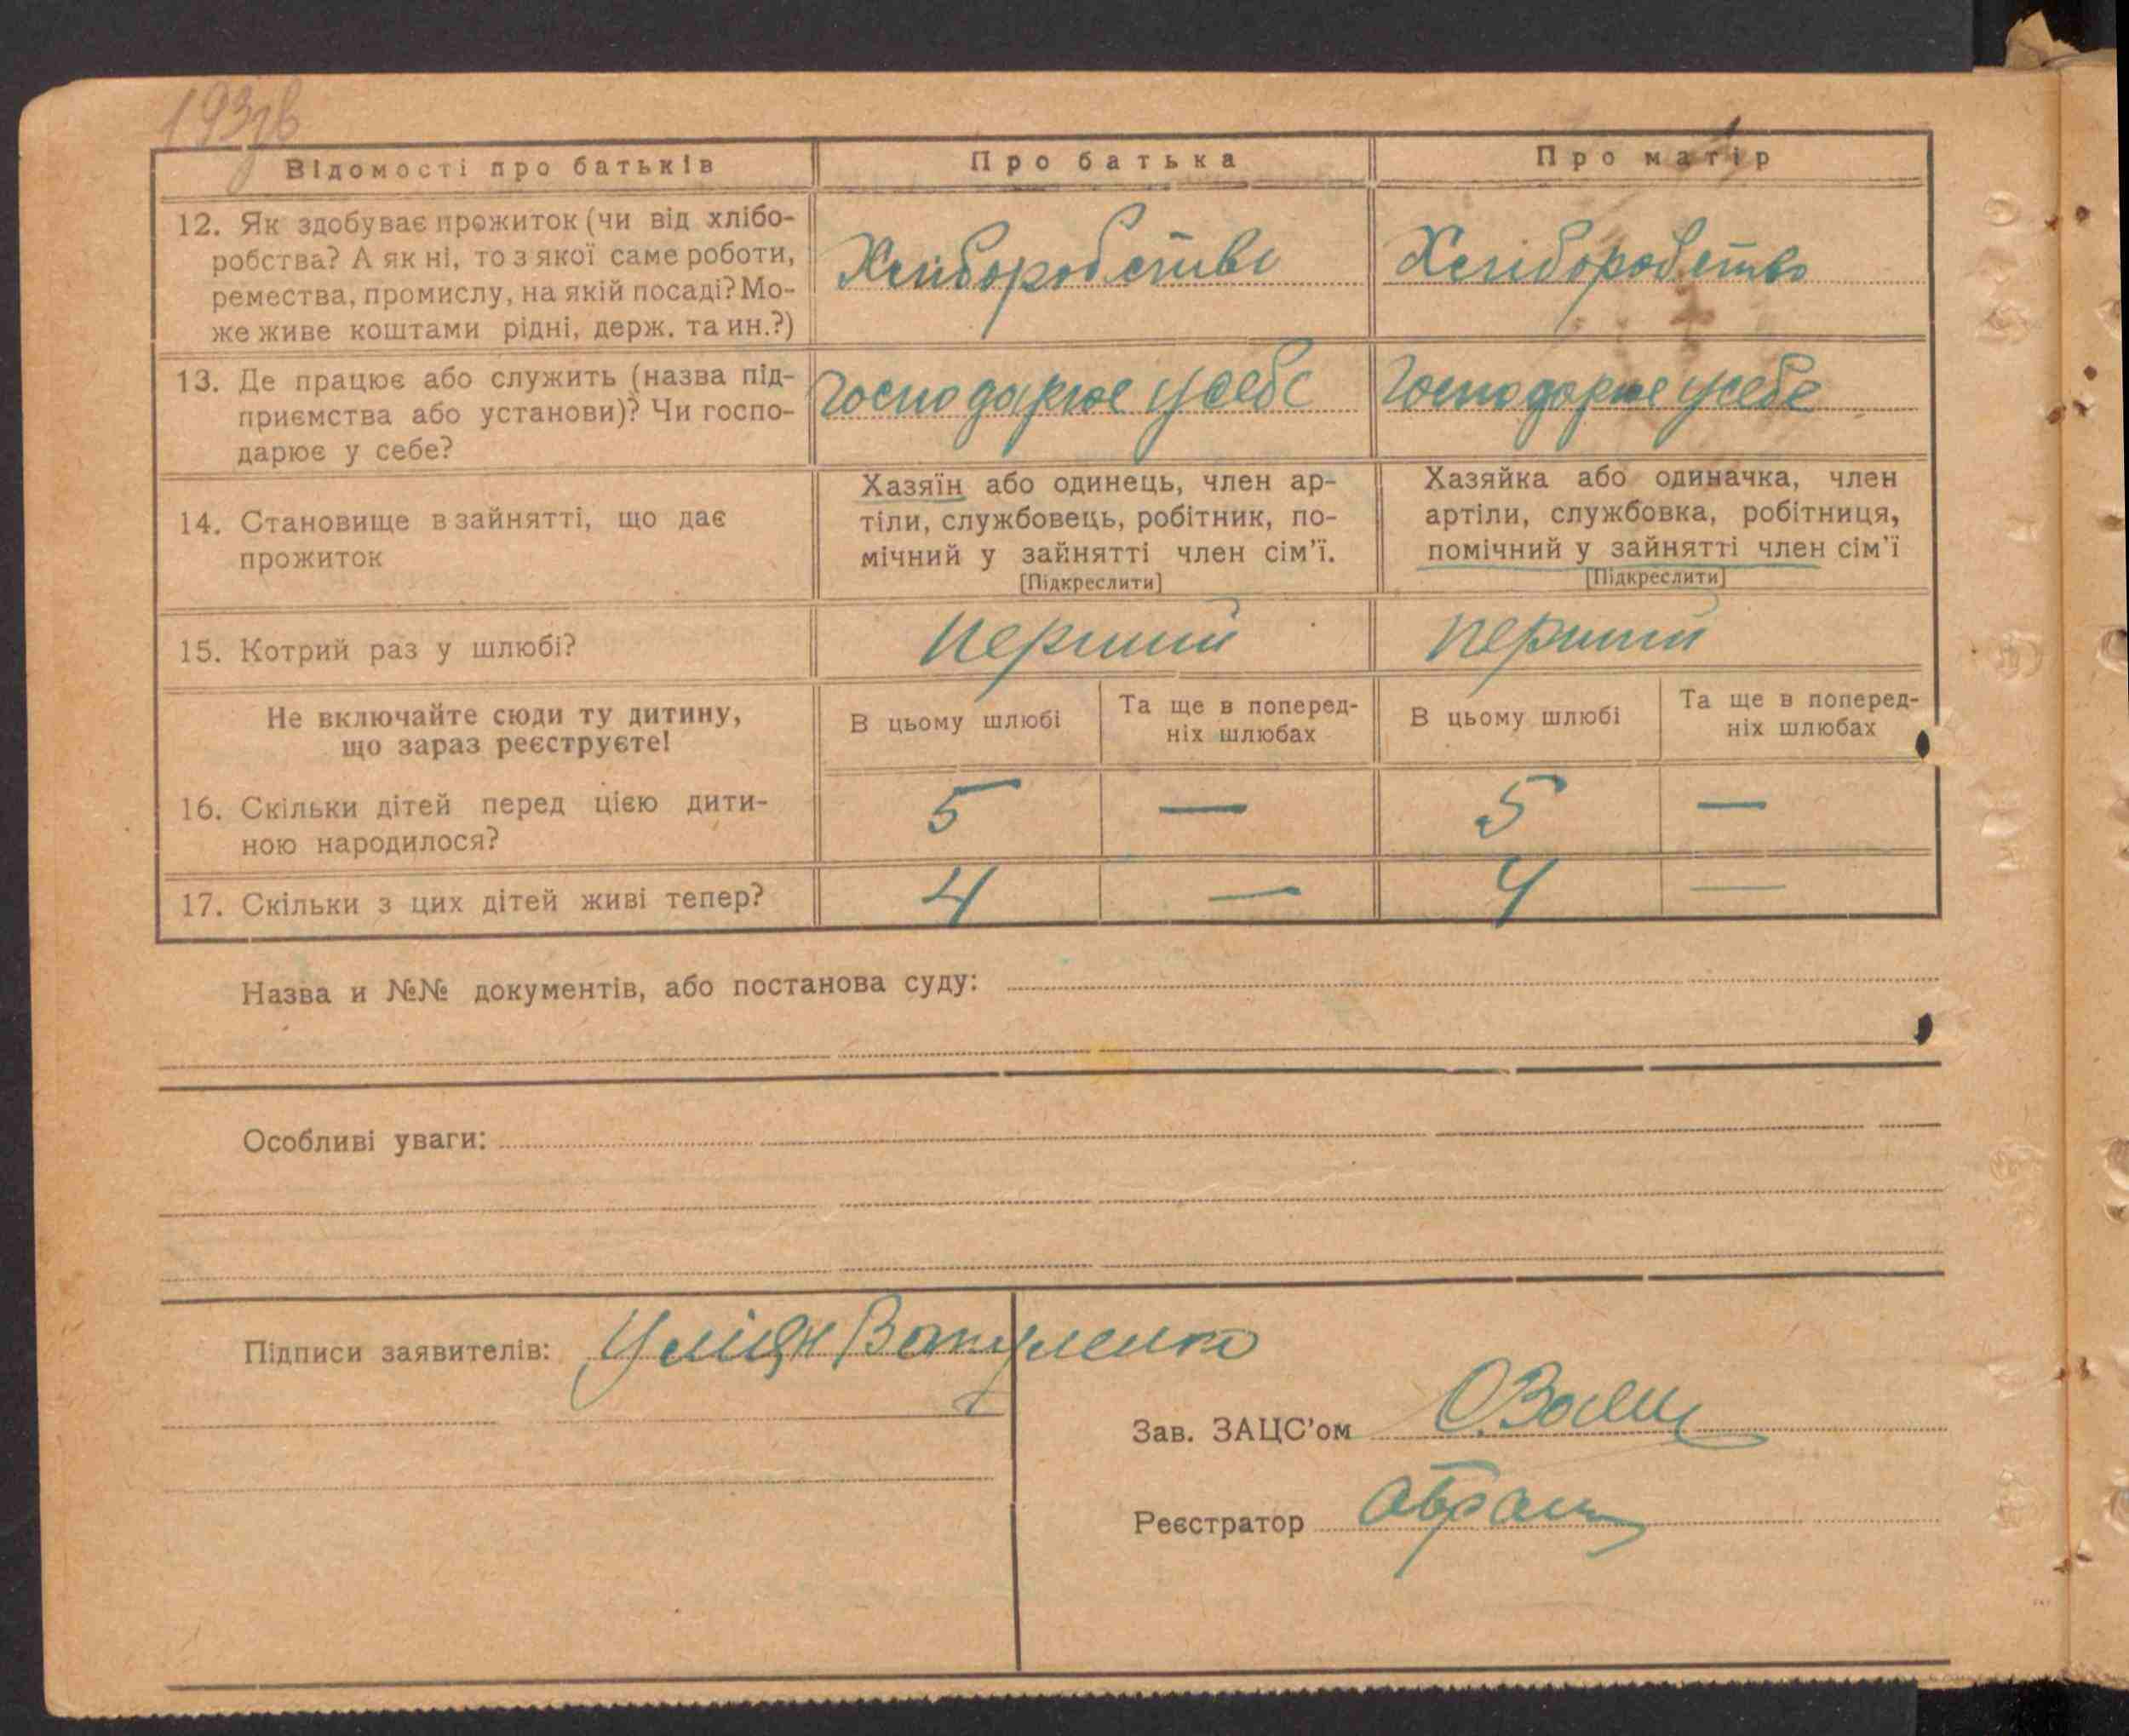 Відомості про батьків
Про батька
Про матір
12. Як здобуває прожиток (чи від хлібо-
робства? А як ні, то з якої саме роботи,
ремества, промислу, на якій посаді? Мо-
же живе коштами рідні, держ. та ин.?)
Хліборобство
Хліборобство
13. Де працює або служить (назва під-
приємства або установи)? Чи госпо-
дарює у себе?
Господарює у себе
Господарює у себе
14. Становище в зайнятті, що дає
прожиток
Хазяїн або одинець, член ар-
тіли, службовець, робітник, по-
мічний у зайнятті член сім'ї.
[Підкреслити]
Хазяйка або одиначка, член
артіли, службовка, робітниця,
помічний у зайнятті член сім'ї
[Підкреслити]
15. Котрий раз у шлюбі?
перший
перший
Не включайте сюди ту дитину,
що зараз реєструєте!
В цьому шлюбі
Та ще в поперед-
ніх шлюбах
В цьому шлюбі
Та ще в поперед-
ніх шлюбах
16. Скільки дітей перед цією дити-
ною народилося?
5 — 5 —
17. Скільки з цих дітей живі тепер?
4 — 4 —
Назва и №№ документів, або постанова суду:
Особливі уваги:
Підписи заявителів: Улиян Вакуленко
Зав. ЗАЦС'ом
Реєстратор